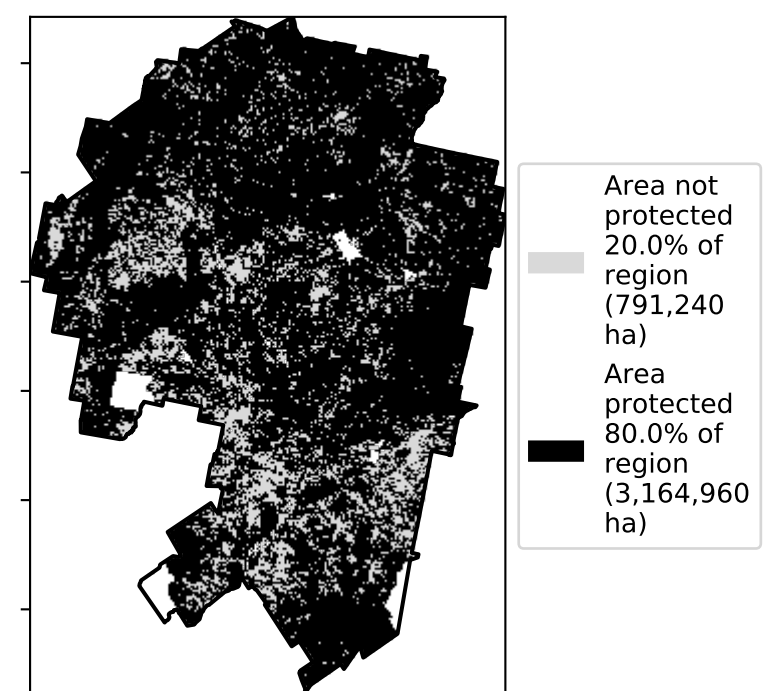 Area not
protected
20.0% of
region
(791,240
ha)
Area
protected
80.0% of
region
(3,164,960
ha)